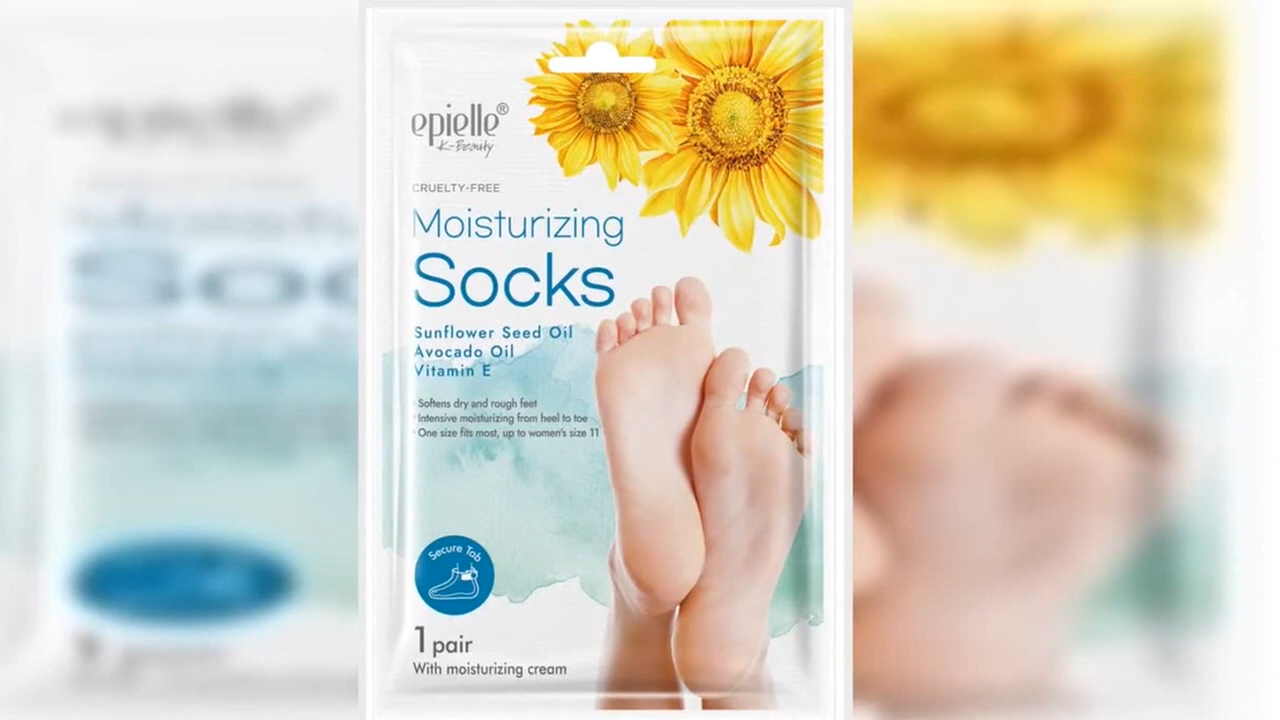 epielle®
K-Beauty
CRUELTY-FREE
Moisturizing
Socks
Sunflower Seed Oil
Avocado Oil
Vitamin E
Softens dry and rough feet
Intensive moisturizing from heel to toe
One size fits most, up to women's size 11
Secure Tab
1 pair
With moisturizing cream